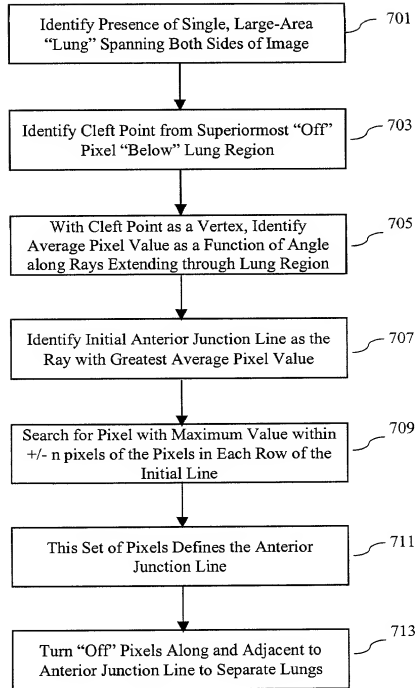 Identify Presence of Single, Large-Area
"Lung" Spanning Both Sides of Image
701
Identify Cleft Point from Superiormost "Off"
Pixel "Below" Lung Region
703
With Cleft Point as a Vertex, Identify
Average Pixel Value as a Function of Angle
along Rays Extending through Lung Region
705
Identify Initial Anterior Junction Line as the
Ray with Greatest Average Pixel Value
707
Search for Pixel with Maximum Value within
+/- n pixels of the Pixels in Each Row of the
Initial Line
709
This Set of Pixels Defines the Anterior
Junction Line
711
Turn "Off" Pixels Along and Adjacent to
Anterior Junction Line to Separate Lungs
713